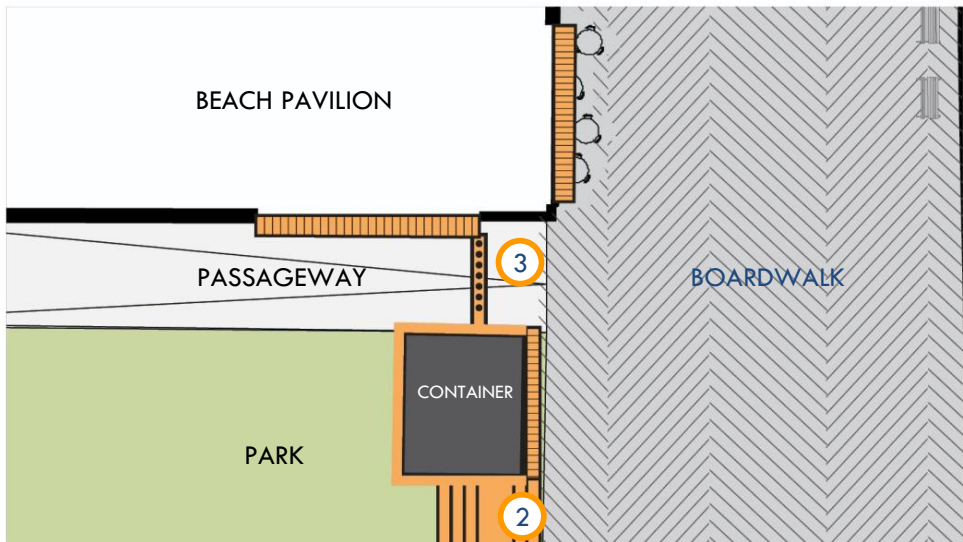 BEACH PAVILION
3
PASSAGEWAY
BOARDWALK
CONTAINER
PARK
2